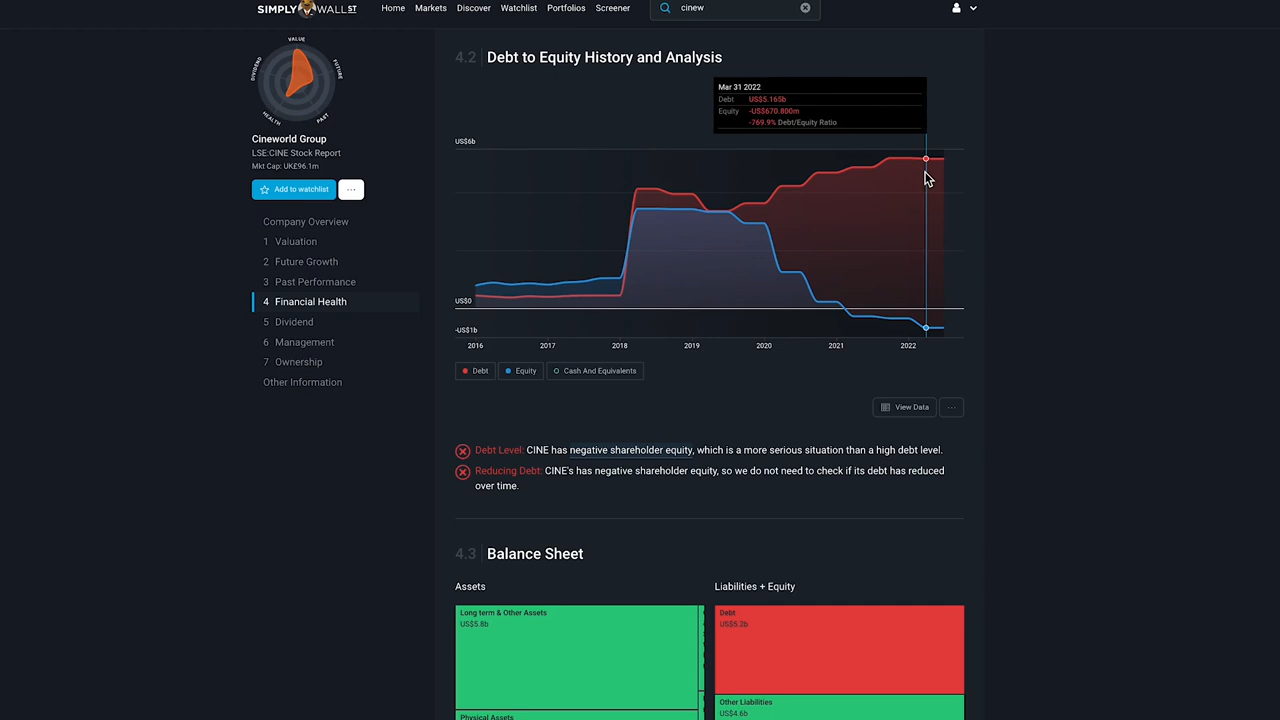 SIMPLY WALL ST
Home Markets Discover Watchlist Portfolios Screener
cinew
VALUE
FUTURE
PAST
HEALTH
DIVIDEND
Cineworld Group
LSE:CINE Stock Report
Mkt Cap: UK£96.1m
Add to watchlist
...
Company Overview
1 Valuation
2 Future Growth
3 Past Performance
4 Financial Health
5 Dividend
6 Management
7 Ownership
Other Information
4.2 Debt to Equity History and Analysis
Mar 31 2022
Debt US$5.165b
Equity -US$670.800m
-769.9% Debt/Equity Ratio
US$6b
US$0
-US$1b
2016 2017 2018 2019 2020 2021 2022
Debt Equity Cash And Equivalents
View Data ...
Debt Level: CINE has negative shareholder equity, which is a more serious situation than a high debt level.
Reducing Debt: CINE's has negative shareholder equity, so we do not need to check if its debt has reduced
over time.
4.3 Balance Sheet
Assets
Liabilities + Equity
Long term & Other Assets
US$5.8b
Physical Assets
Debt
US$5.2b
Other Liabilities
US$4.6b